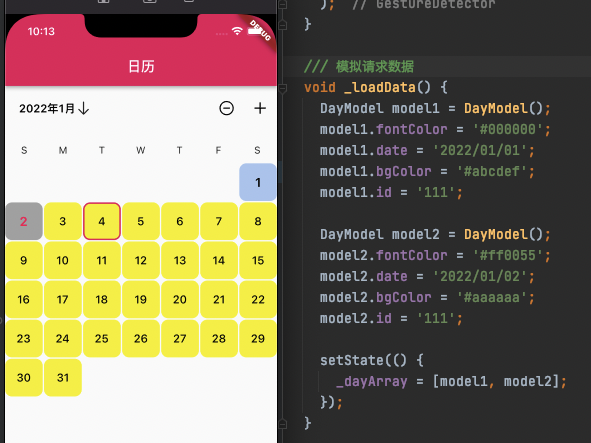 10:13
DEBUG
日历
2022年1月
S M T W T F S
1
2 3 4 5 6 7 8
9 10 11 12 13 14 15
16 17 18 19 20 21 22
23 24 25 26 27 28 29
30 31
); // GestureDetector
}
/// 模拟请求数据
void _loadData() {
DayModel model1 = DayModel();
model1.fontColor = '#000000';
model1.date = '2022/01/01';
model1.bgColor = '#abcdef';
model1.id = '111';
DayModel model2 = DayModel();
model2.fontColor = '#ff0055';
model2.date = '2022/01/02';
model2.bgColor = '#aaaaaa';
model2.id = '111';
setState(() {
_dayArray = [model1, model2];
});
}